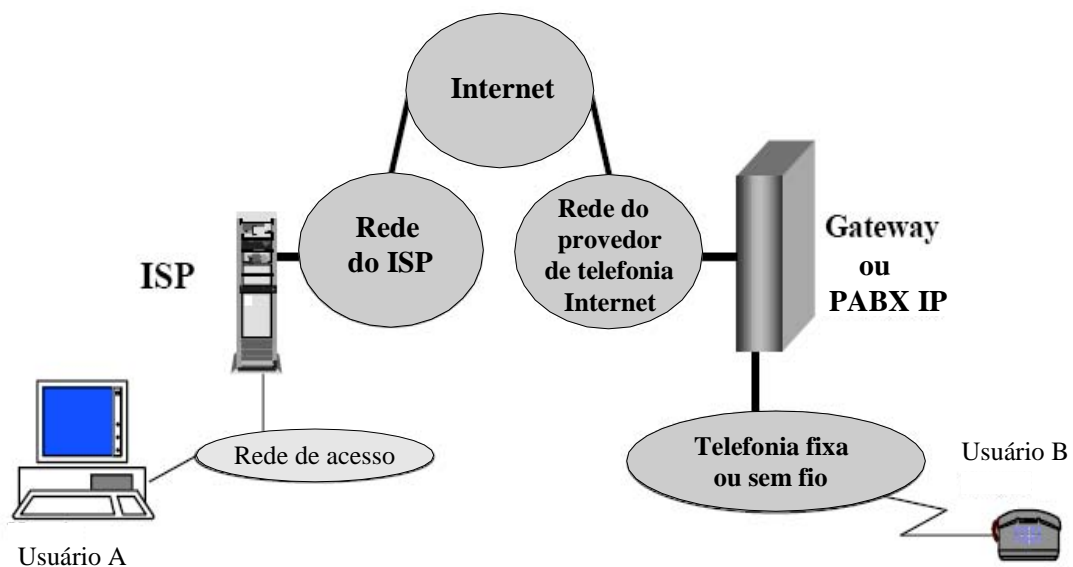 Internet
Rede
do ISP
Rede do
provedor
de telefonia
Internet
Gateway
ou
PABX IP
ISP
Rede de acesso
Telefonia fixa
ou sem fio
Usuário B
Usuário A